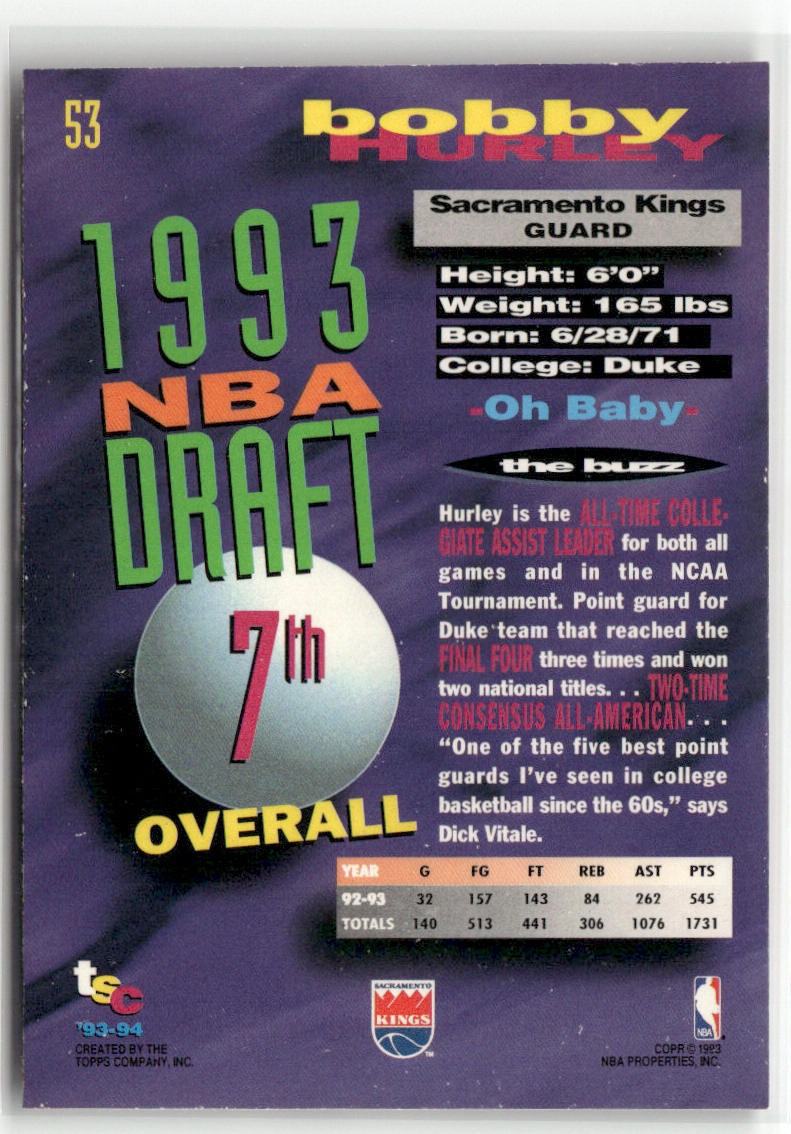 53
bobby
HURLEY
Sacramento Kings
GUARD
Height: 6'0"
Weight: 165 lbs
Born: 6/28/71
College: Duke
-Oh Baby-
1993
NBA
DRAFT
7th
OVERALL
the buzz
Hurley is the ALL-TIME COLLE-
GIATE ASSIST LEADER for both all
games and in the NCAA
Tournament. Point guard for
Duke team that reached the
FINAL FOUR three times and won
two national titles. . . TWO-TIME
CONSENSUS ALL-AMERICAN. . .
“One of the five best point
guards I've seen in college
basketball since the 60s,” says
Dick Vitale.
YEAR G FG FT REB AST PTS
92-93 32 157 143 84 262 545
TOTALS 140 513 441 306 1076 1731
tsc
'93-94
CREATED BY THE
TOPPS COMPANY, INC.
SACRAMENTO
KINGS
TM
NBA
COPR © 1993
NBA PROPERTIES, INC.